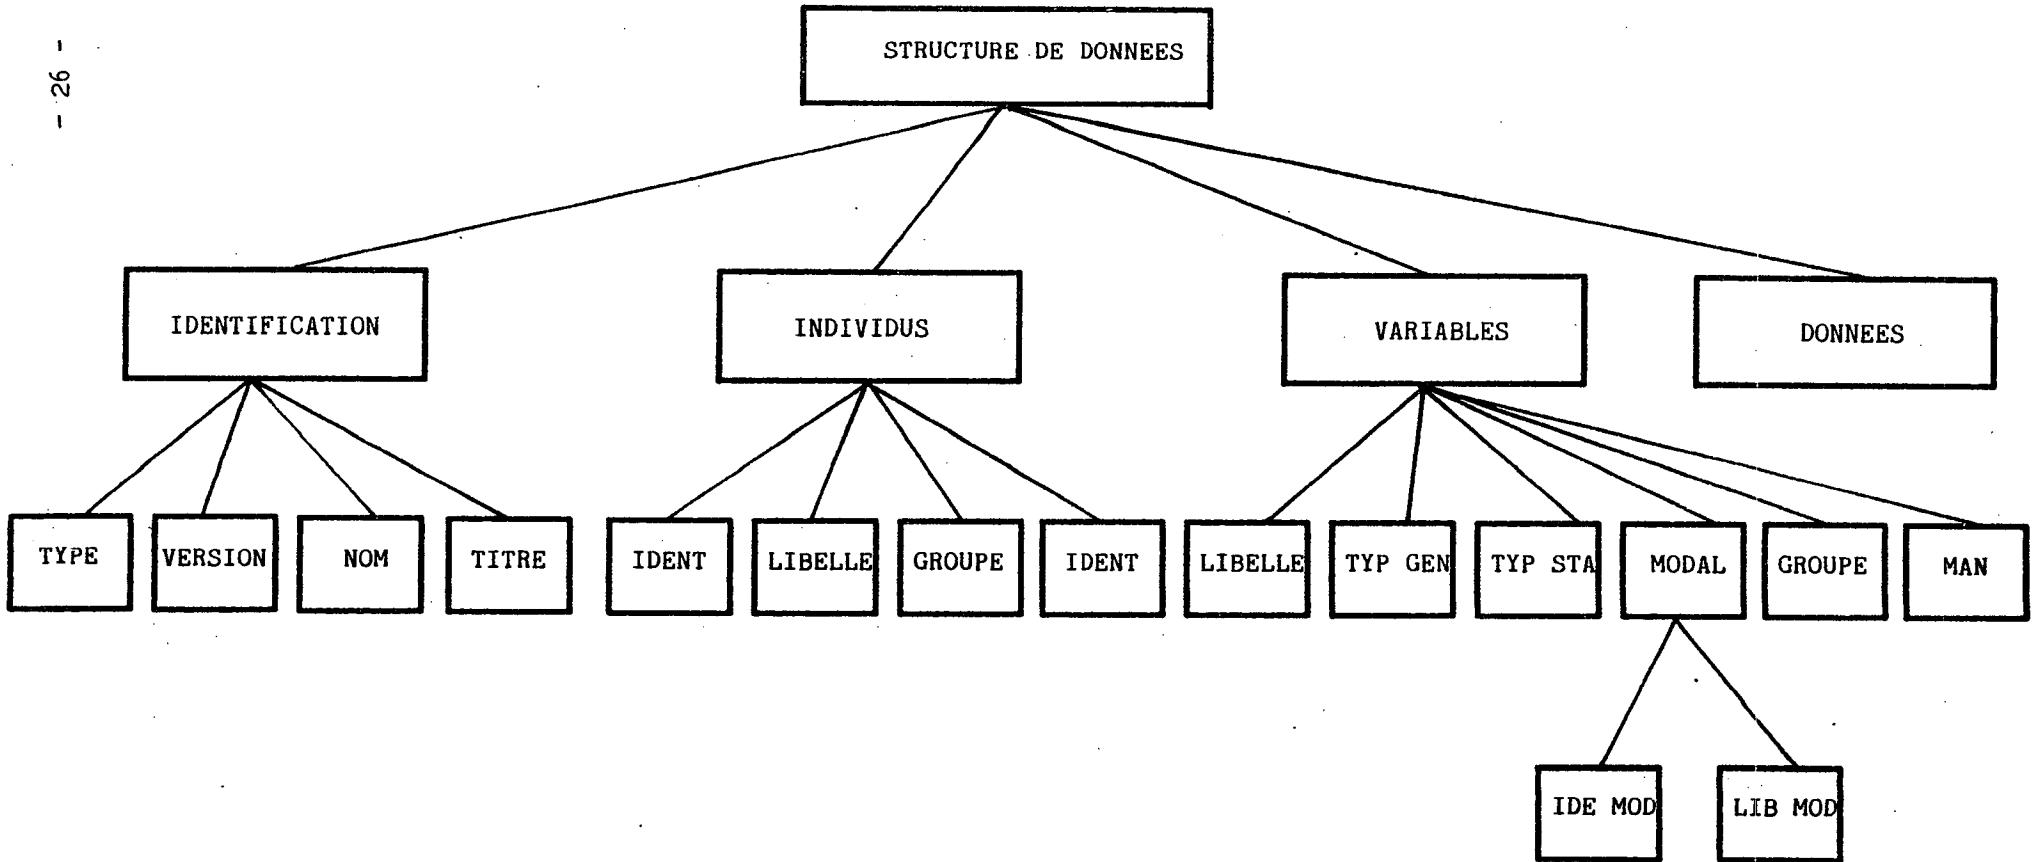 - 26 -
STRUCTURE DE DONNEES
IDENTIFICATION
INDIVIDUS
VARIABLES
DONNEES
TYPE
VERSION
NOM
TITRE
IDENT
LIBELLE
GROUPE
IDENT
LIBELLE
TYP GEN
TYP STA
MODAL
GROUPE
MAN
IDE MOD
LIB MOD